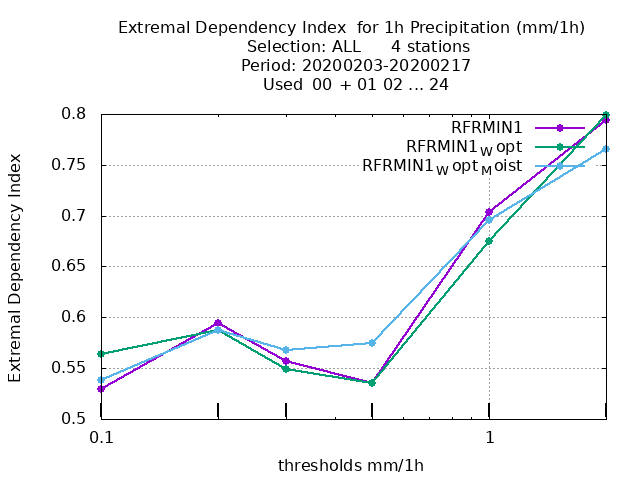 Extremal Dependency Index  for 1h Precipitation (mm/1h)
Selection: ALL      4 stations
Period: 20200203-20200217
Used  00 + 01 02 ... 24
Extremal Dependency Index
0.8
0.75
0.7
0.65
0.6
0.55
0.5
RFRMIN1
RFRMIN1Wopt
RFRMIN1WoptMoist
0.1
1
thresholds mm/1h